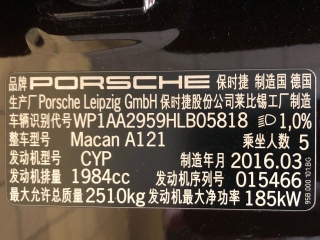 品牌 PORSCHE 保时捷 制造国 德国
生产厂 Porsche Leipzig GmbH 保时捷股份公司莱比锡工厂制造
车辆识别代号 WP1AA2959HLB05818 1,0%
整车型号 Macan A121 乘坐人数 5
发动机型号 CYP 制造年月 2016.03
发动机排量 1984cc 发动机序列号 015466
最大允许总质量 2510kg 发动机最大净功率 185kW
95B 000 101 BG